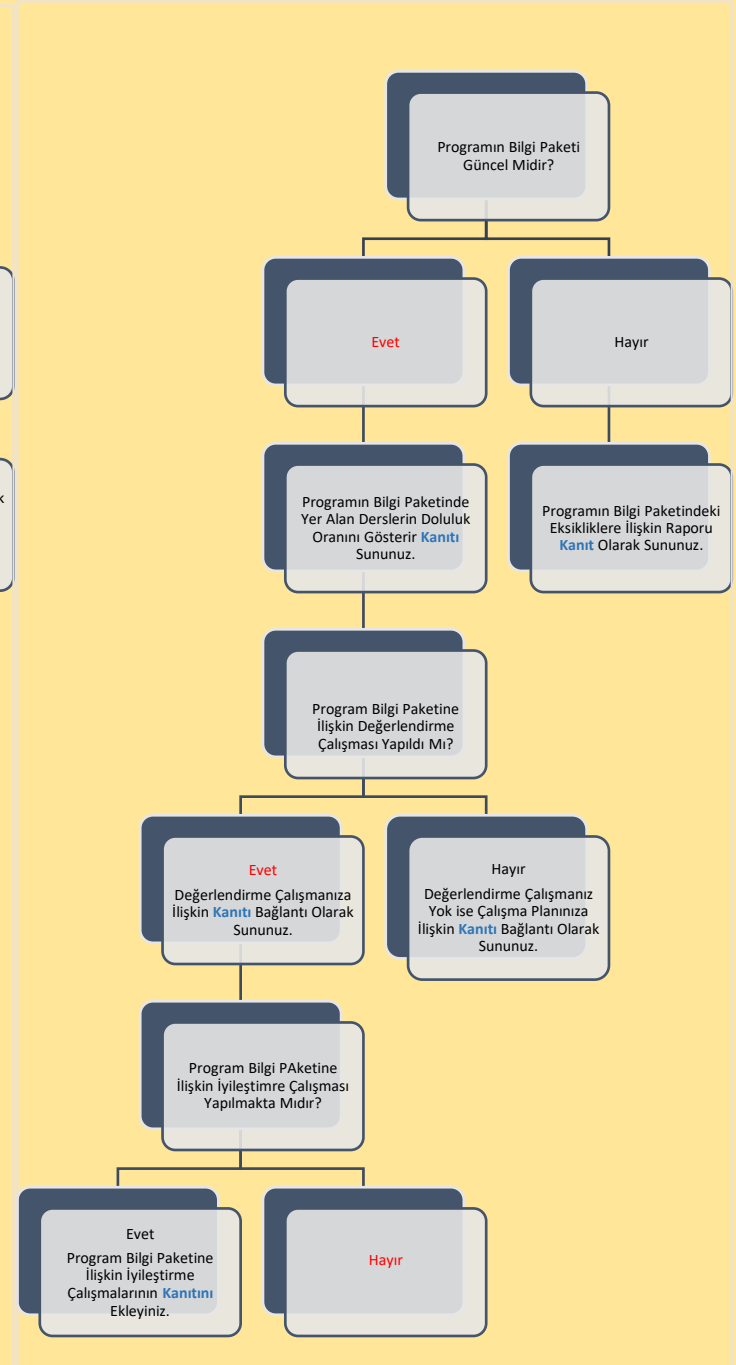 Programın Bilgi Paketi
Güncel Midir?
Evet
Hayır
k
Programın Bilgi Paketinde
Yer Alan Derslerin Doluluk
Oranını Gösterir Kanıtı
Sununuz.
Programın Bilgi Paketindeki
Eksikliklere İlişkin Raporu
Kanıt Olarak Sununuz.
Program Bilgi Paketine
İlişkin Değerlendirme
Çalışması Yapıldı Mı?
Evet
Değerlendirme Çalışmanıza
İlişkin Kanıtı Bağlantı Olarak
Sununuz.
Hayır
Değerlendirme Çalışmanız
Yok ise Çalışma Planınıza
İlişkin Kanıtı Bağlantı Olarak
Sununuz.
Program Bilgi PAketine
İlişkin İyileştimre Çalışması
Yapılmakta Mıdır?
Evet
Program Bilgi Paketine
İlişkin İyileştirme
Çalışmalarının Kanıtını
Ekleyiniz.
Hayır